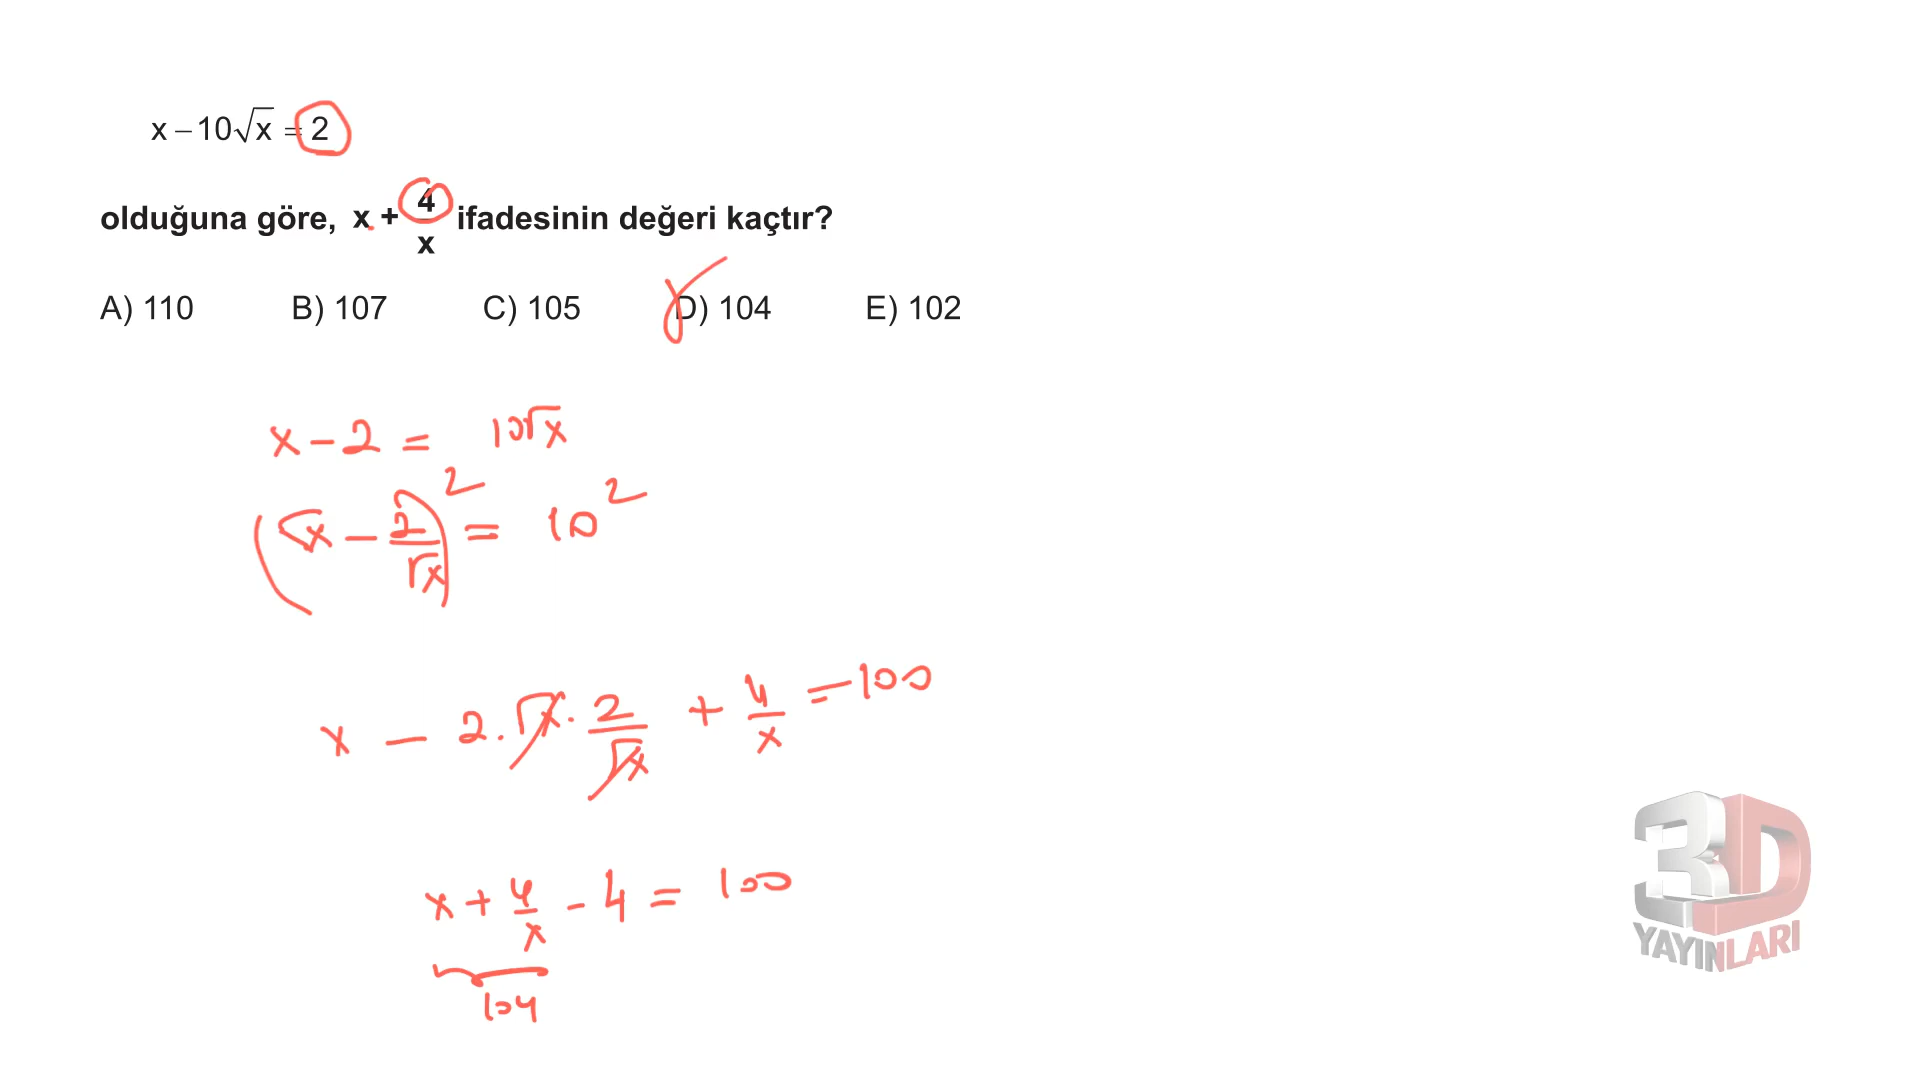 x – 10√x = 2
olduğuna göre, x + 4/x ifadesinin değeri kaçtır?
A) 110 B) 107 C) 105 D) 104 E) 102
x – 2 = 10√x
(√x – 2/√x)² = 10²
x – 2 . √x . 2/√x + 4/x = 100
x + 4/x – 4 = 100
104
3D
YAYINLARI